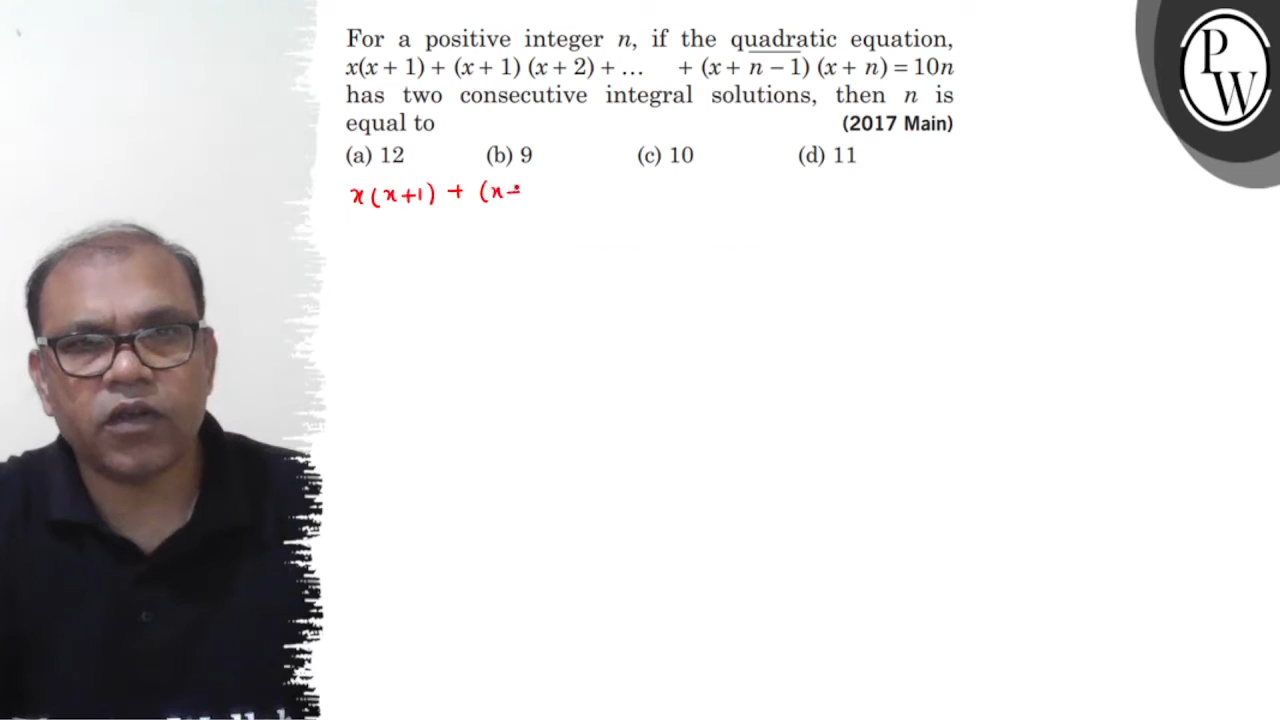 For a positive integer n, if the quadratic equation,
x(x + 1) + (x + 1) (x + 2) + ... + (x + n − 1) (x + n) = 10n
has two consecutive integral solutions, then n is
equal to (2017 Main)
(a) 12 (b) 9 (c) 10 (d) 11
x(x+1) + (x
P
W